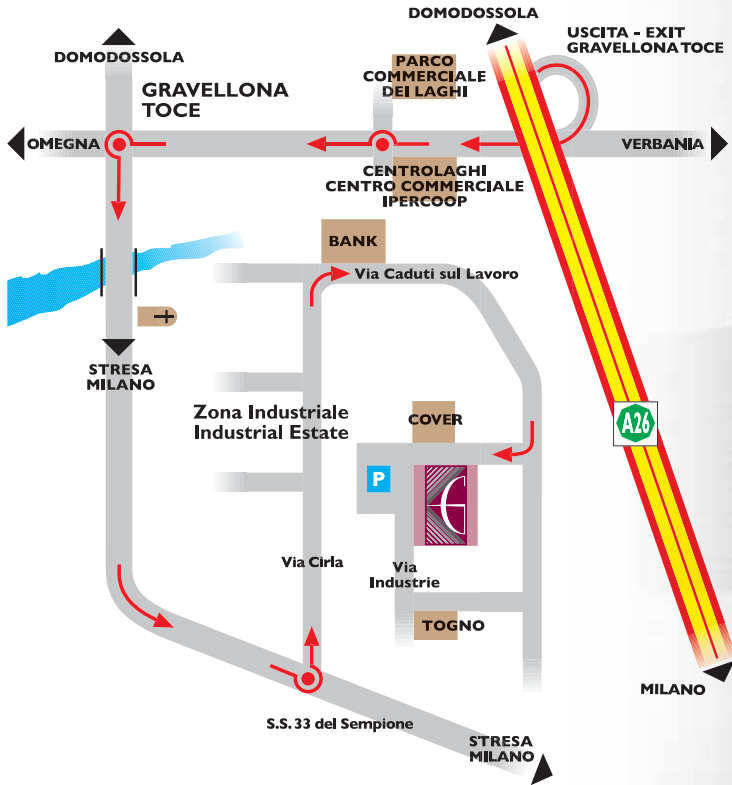 DOMODOSSOLA
USCITA - EXIT
GRAVELLONA TOCE
DOMODOSSOLA
PARCO
COMMERCIALE
DEI LAGHI
GRAVELLONA
TOCE
OMEGNA
VERBANIA
CENTROLAGHI
CENTRO COMMERCIALE
IPERCOOP
BANK
Via Caduti sul Lavoro
STRESA
MILANO
Zona Industriale
Industrial Estate
COVER
A26
P
Via Cirla
Via
Industrie
TOGNO
MILANO
S.S. 33 del Sempione
STRESA
MILANO